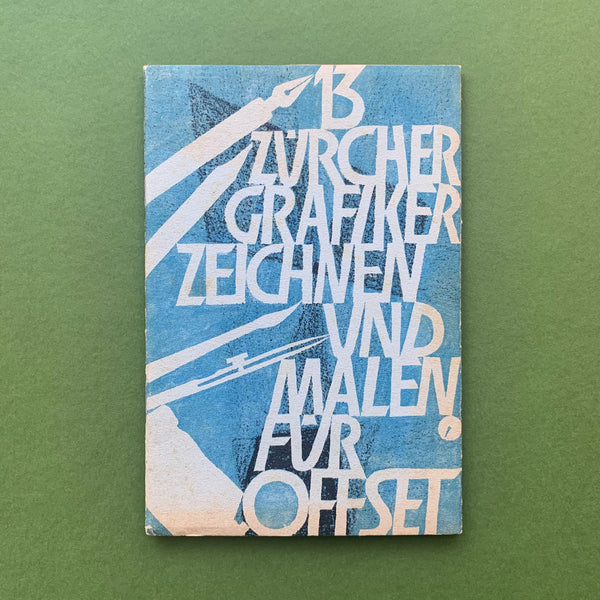 13
ZÜRCHER
GRAFIKER
ZEICHNEN
UND
MALEN
FÜR
OFFSET